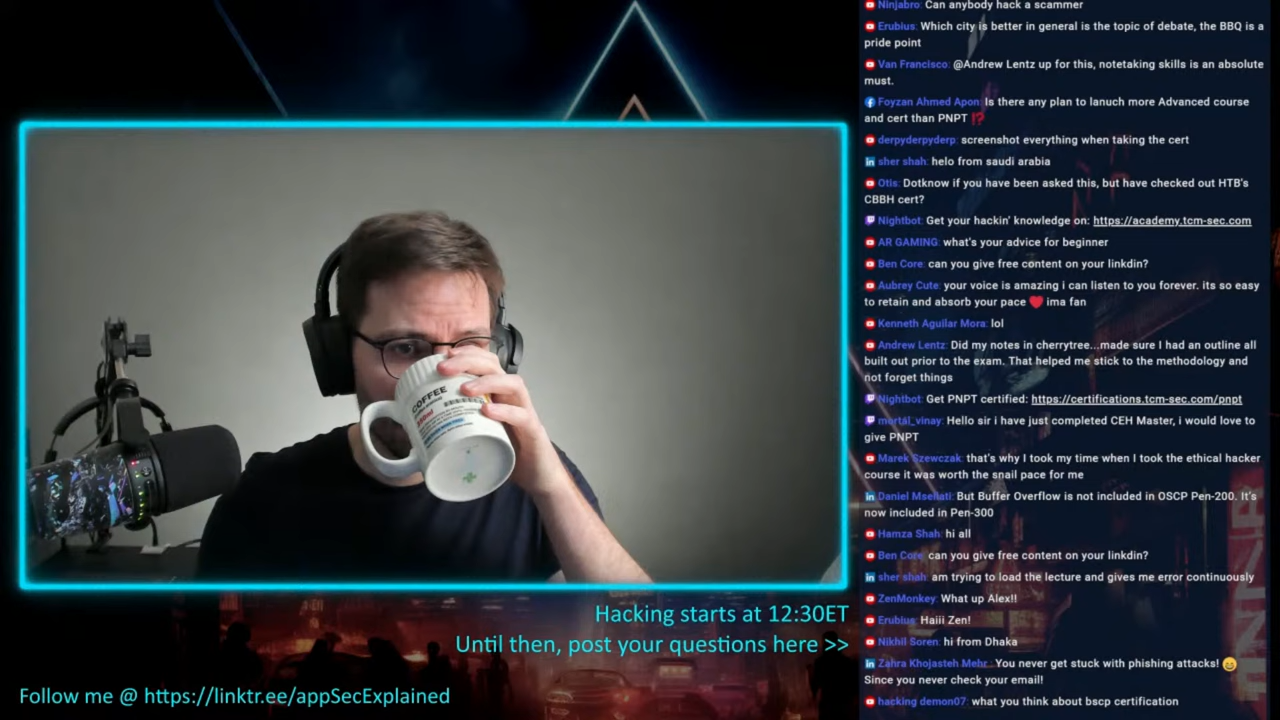 Ninjabro: Can anybody hack a scammer
Erubius: Which city is better in general is the topic of debate, the BBQ is a
pride point
Van Francisco: @Andrew Lentz up for this, notetaking skills is an absolute
must.
Foyzan Ahmed Apon: Is there any plan to lanuch more Advanced course
and cert than PNPT ⁉️
derpyderpyderp: screenshot everything when taking the cert
sher shah: helo from saudi arabia
Otis: Dotknow if you have been asked this, but have checked out HTB's
CBBH cert?
Nightbot: Get your hackin' knowledge on: https://academy.tcm-sec.com
AR GAMING: what's your advice for beginner
Ben Core: can you give free content on your linkdin?
Aubrey Cute: your voice is amazing i can listen to you forever. its so easy
to retain and absorb your pace ❤️ ima fan
Kenneth Aguilar Mora: lol
Andrew Lentz: Did my notes in cherrytree...made sure I had an outline all
built out prior to the exam. That helped me stick to the methodology and
not forget things
Nightbot: Get PNPT certified: https://certifications.tcm-sec.com/pnpt
mortal_vinay: Hello sir i have just completed CEH Master, i would love to
give PNPT
Marek Szewczak: that's why I took my time when I took the ethical hacker
course it was worth the snail pace for me
Daniel Msellati: But Buffer Overflow is not included in OSCP Pen-200. It's
now included in Pen-300
Hamza Shah: hi all
Ben Core: can you give free content on your linkdin?
sher shah: am trying to load the lecture and gives me error continuously
ZenMonkey: What up Alex!!
Erubius: Haiii Zen!
Nikhil Soren: hi from Dhaka
Zahra Khojasteh Mehr : You never get stuck with phishing attacks! 😄
Since you never check your email!
hacking demon07: what you think about bscp certification
COFFEE
Hacking starts at 12:30ET
Until then, post your questions here >>
Follow me @ https://linktr.ee/appSecExplained